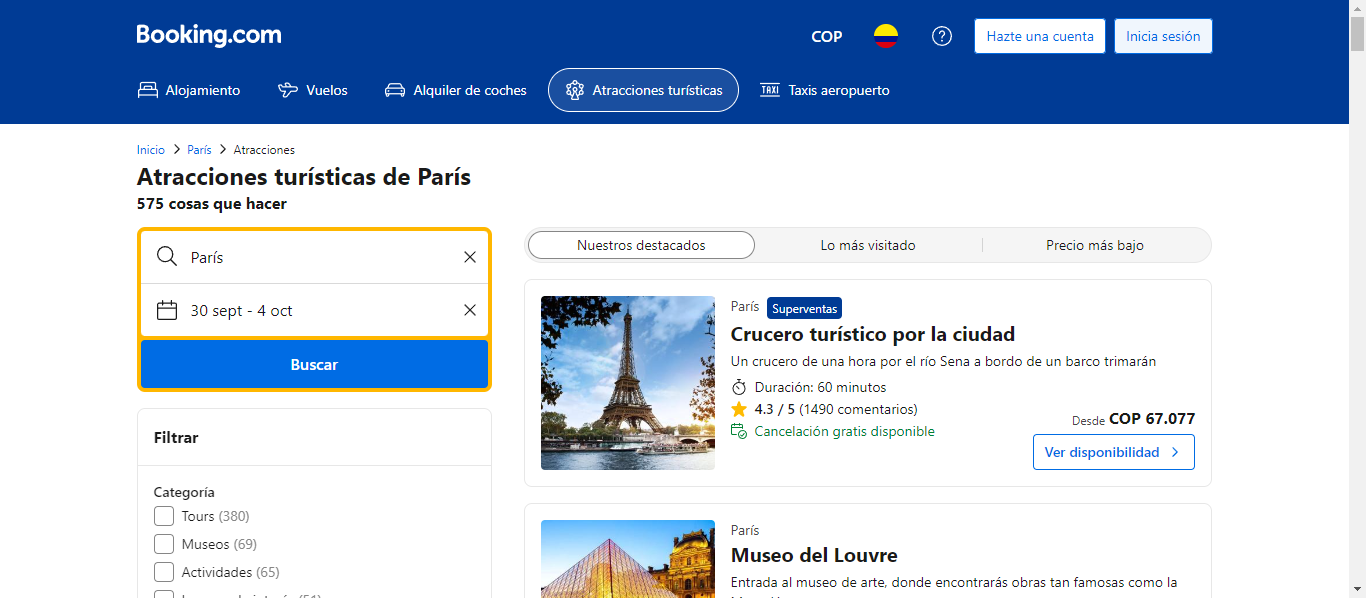 Booking.com
COP
Hazte una cuenta
Inicia sesión
Alojamiento
Vuelos
Alquiler de coches
Atracciones turísticas
TAXI
Taxis aeropuerto
Inicio > París > Atracciones
Atracciones turísticas de París
575 cosas que hacer
París
30 sept - 4 oct
Buscar
Filtrar
Categoría
Tours (380)
Museos (69)
Actividades (65)
Nuestros destacados
Lo más visitado
Precio más bajo
París
Superventas
Crucero turístico por la ciudad
Un crucero de una hora por el río Sena a bordo de un barco trimarán
Duración: 60 minutos
4.3 / 5 (1490 comentarios)
Cancelación gratis disponible
Desde COP 67.077
Ver disponibilidad
París
Museo del Louvre
Entrada al museo de arte, donde encontrarás obras tan famosas como la